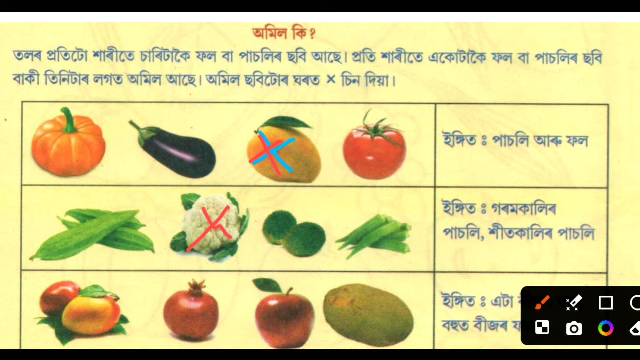 অমিল কি?
তলৰ প্ৰতিটো শাৰীতে চাৰিটাকৈ ফল বা পাচলিৰ ছবি আছে। প্ৰতি শাৰীতে একোটাকৈ ফল বা পাচলিৰ ছবি
বাকী তিনিটাৰ লগত অমিল আছে। অমিল ছবিটোৰ ঘৰত × চিন দিয়া।
ইঙ্গিত ঃ পাচলি আৰু ফল
ইঙ্গিত ঃ গৰমকালিৰ
পাচলি, শীতকালিৰ পাচলি
ইঙ্গিত ঃ এটা
বহুত বীজৰ